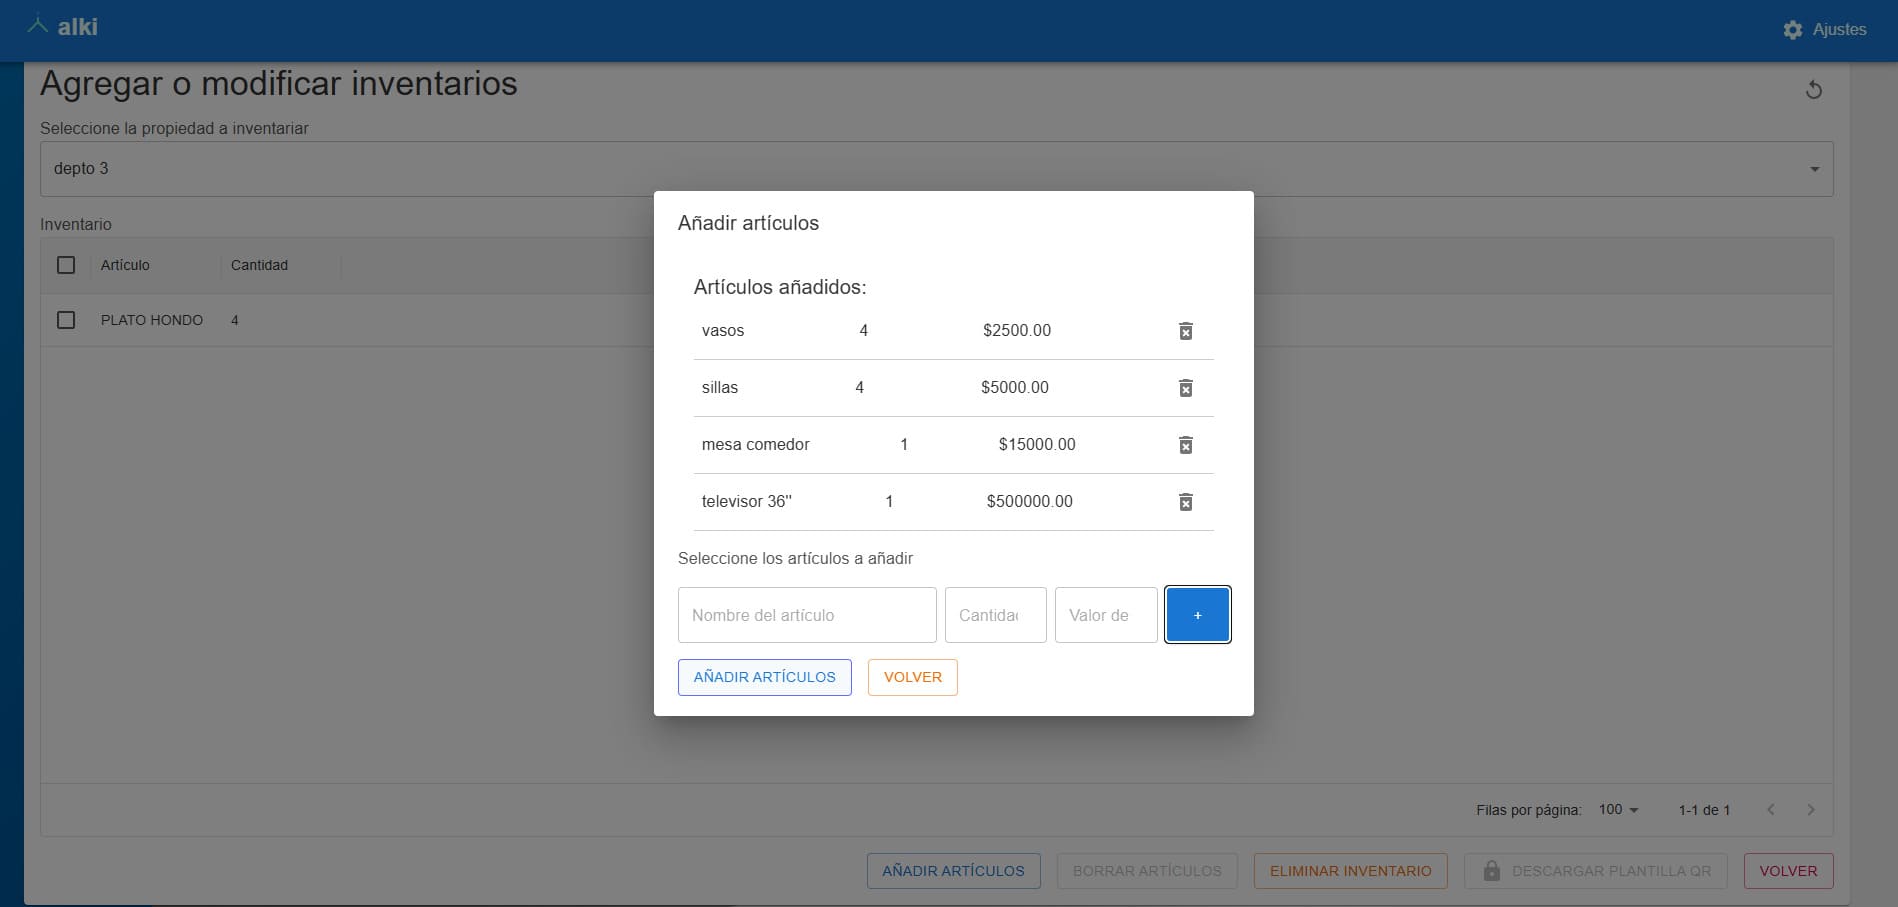 alki
Ajustes
Agregar o modificar inventarios
Seleccione la propiedad a inventariar
depto 3
Inventario
Artículo Cantidad
PLATO HONDO 4
Añadir artículos
Artículos añadidos:
vasos 4 $2500.00
sillas 4 $5000.00
mesa comedor 1 $15000.00
televisor 36" 1 $500000.00
Seleccione los artículos a añadir
Nombre del artículo Cantidad Valor de +
AÑADIR ARTÍCULOS VOLVER
Filas por página: 100 1-1 de 1
AÑADIR ARTÍCULOS BORRAR ARTÍCULOS ELIMINAR INVENTARIO DESCARGAR PLANTILLA QR VOLVER